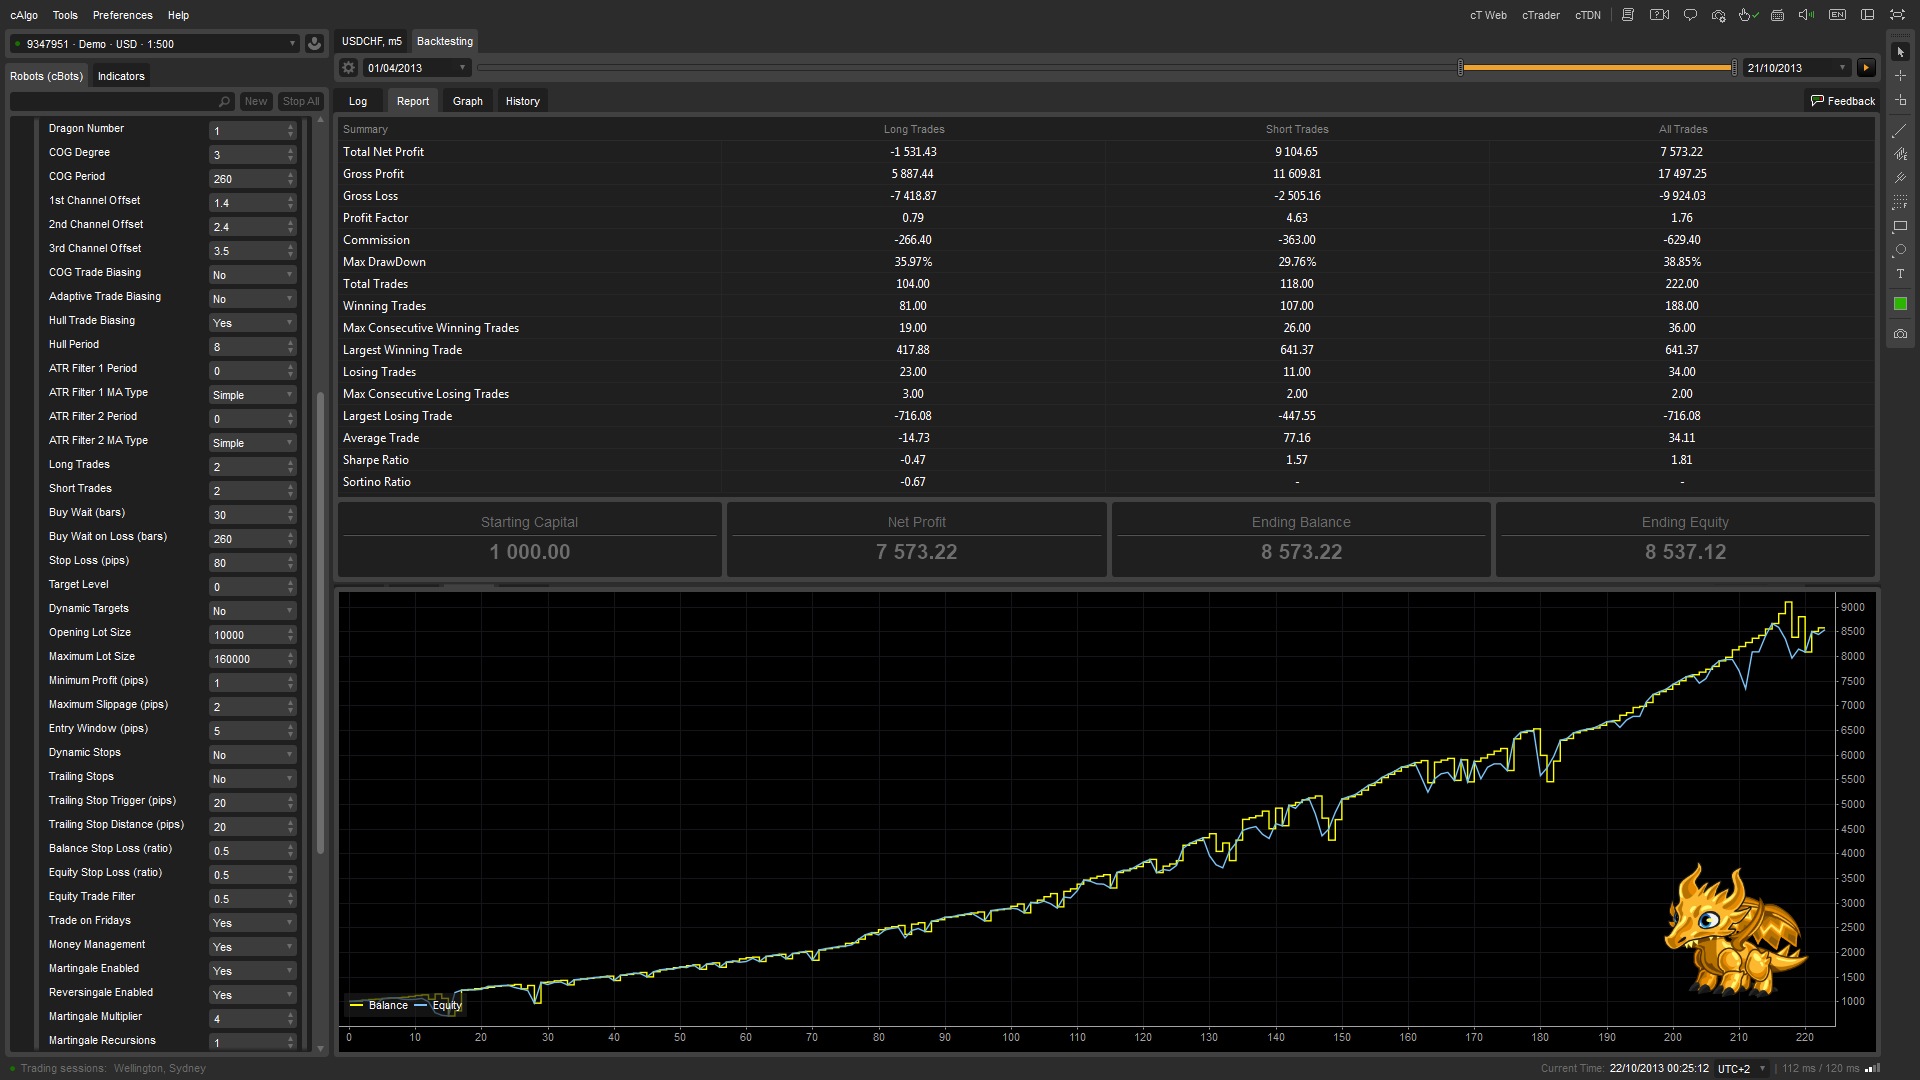 cAlgo Tools Preferences Help
cT Web cTrader cTDN EN
9347951 · Demo · USD · 1:500
USDCHF, m5 Backtesting
01/04/2013 21/10/2013
Robots (cBots) Indicators
New Stop All
Log Report Graph History
Feedback
Dragon Number 1
COG Degree 3
COG Period 260
1st Channel Offset 1.4
2nd Channel Offset 2.4
3rd Channel Offset 3.5
COG Trade Biasing No
Adaptive Trade Biasing No
Hull Trade Biasing Yes
Hull Period 8
ATR Filter 1 Period 0
ATR Filter 1 MA Type Simple
ATR Filter 2 Period 0
ATR Filter 2 MA Type Simple
Long Trades 2
Short Trades 2
Buy Wait (bars) 30
Buy Wait on Loss (bars) 260
Stop Loss (pips) 80
Target Level 0
Dynamic Targets No
Opening Lot Size 10000
Maximum Lot Size 160000
Minimum Profit (pips) 1
Maximum Slippage (pips) 2
Entry Window (pips) 5
Dynamic Stops No
Trailing Stops No
Trailing Stop Trigger (pips) 20
Trailing Stop Distance (pips) 20
Balance Stop Loss (ratio) 0.5
Equity Stop Loss (ratio) 0.5
Equity Trade Filter 0.5
Trade on Fridays Yes
Money Management Yes
Martingale Enabled Yes
Reversingale Enabled Yes
Martingale Multiplier 4
Martingale Recursions 1
Summary Long Trades Short Trades All Trades
Total Net Profit -1 531.43 9 104.65 7 573.22
Gross Profit 5 887.44 11 609.81 17 497.25
Gross Loss -7 418.87 -2 505.16 -9 924.03
Profit Factor 0.79 4.63 1.76
Commission -266.40 -363.00 -629.40
Max DrawDown 35.97% 29.76% 38.85%
Total Trades 104.00 118.00 222.00
Winning Trades 81.00 107.00 188.00
Max Consecutive Winning Trades 19.00 26.00 36.00
Largest Winning Trade 417.88 641.37 641.37
Losing Trades 23.00 11.00 34.00
Max Consecutive Losing Trades 3.00 2.00 2.00
Largest Losing Trade -716.08 -447.55 -716.08
Average Trade -14.73 77.16 34.11
Sharpe Ratio -0.47 1.57 1.81
Sortino Ratio -0.67 - -
Starting Capital Net Profit Ending Balance Ending Equity
1 000.00 7 573.22 8 573.22 8 537.12
9000
8500
8000
7500
7000
6500
6000
5500
5000
4500
4000
3500
3000
2500
2000
1500
1000
Balance Equity
0 10 20 30 40 50 60 70 80 90 100 110 120 130 140 150 160 170 180 190 200 210 220
Trading sessions: Wellington, Sydney
Current Time: 22/10/2013 00:25:12 UTC+2 112 ms / 120 ms